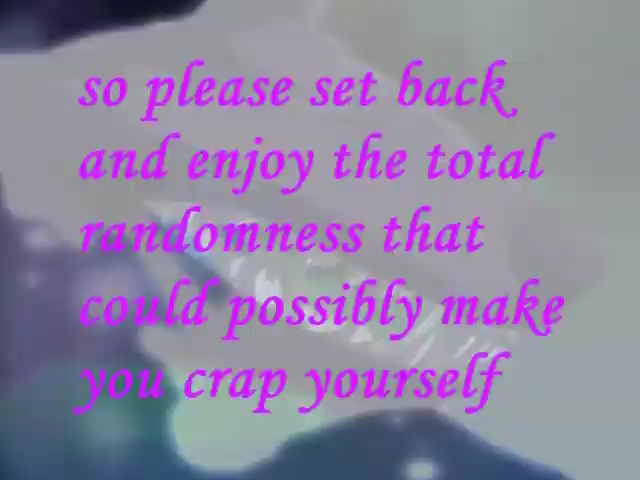 so please set back
and enjoy the total
randomness that
could possibly make
you crap yourself